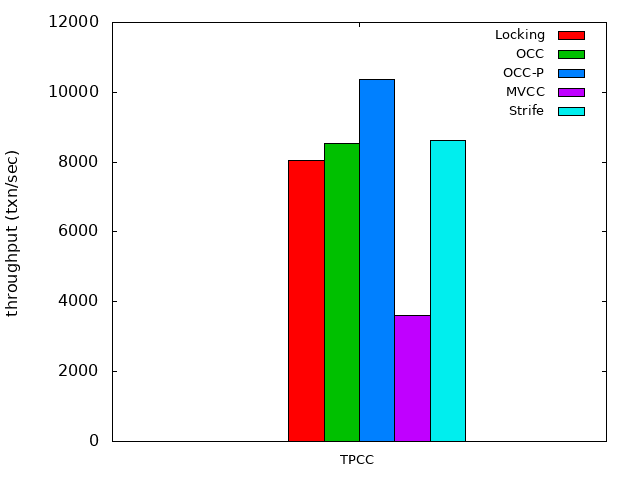 12000
10000
8000
6000
4000
2000
0
throughput (txn/sec)
Locking
OCC
OCC-P
MVCC
Strife
TPCC